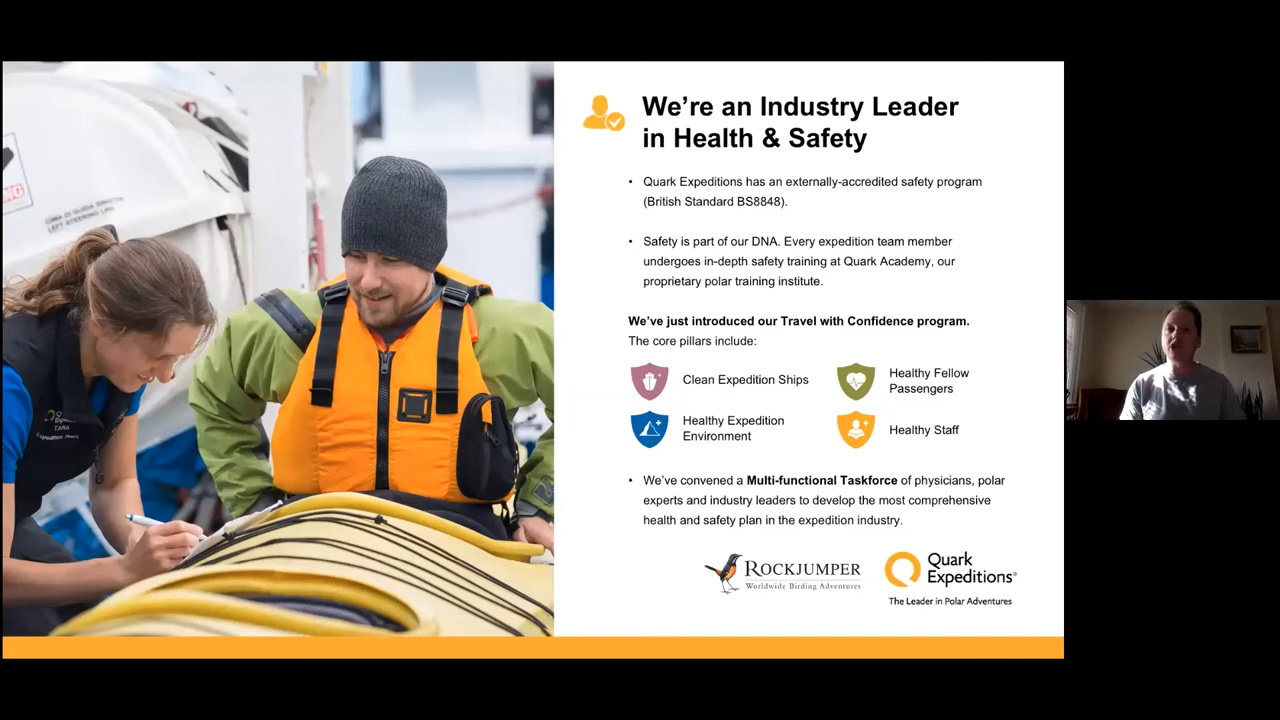 We're an Industry Leader
in Health & Safety
• Quark Expeditions has an externally-accredited safety program
(British Standard BS8848).
• Safety is part of our DNA. Every expedition team member
undergoes in-depth safety training at Quark Academy, our
proprietary polar training institute.
We've just introduced our Travel with Confidence program.
The core pillars include:
Clean Expedition Ships
Healthy Fellow
Passengers
Healthy Expedition
Environment
Healthy Staff
• We've convened a Multi-functional Taskforce of physicians, polar
experts and industry leaders to develop the most comprehensive
health and safety plan in the expedition industry.
ROCKJUMPER
Worldwide Birding Adventures
Quark
Expeditions®
The Leader in Polar Adventures
LEFT STEERING LINE
TARA